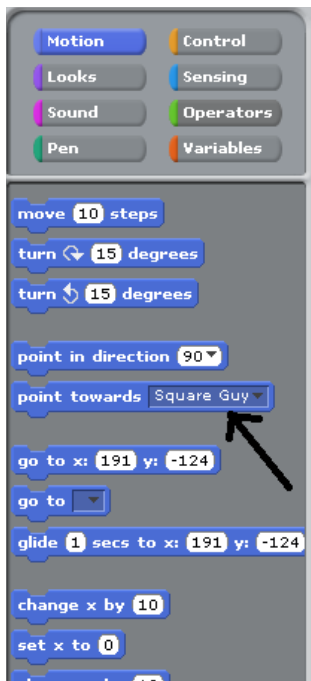 Motion Control
Looks Sensing
Sound Operators
Pen Variables
move 10 steps
turn 15 degrees
turn 15 degrees
point in direction 90
point towards Square Guy
go to x: 191 y: -124
go to
glide 1 secs to x: 191 y: -124
change x by 10
set x to 0